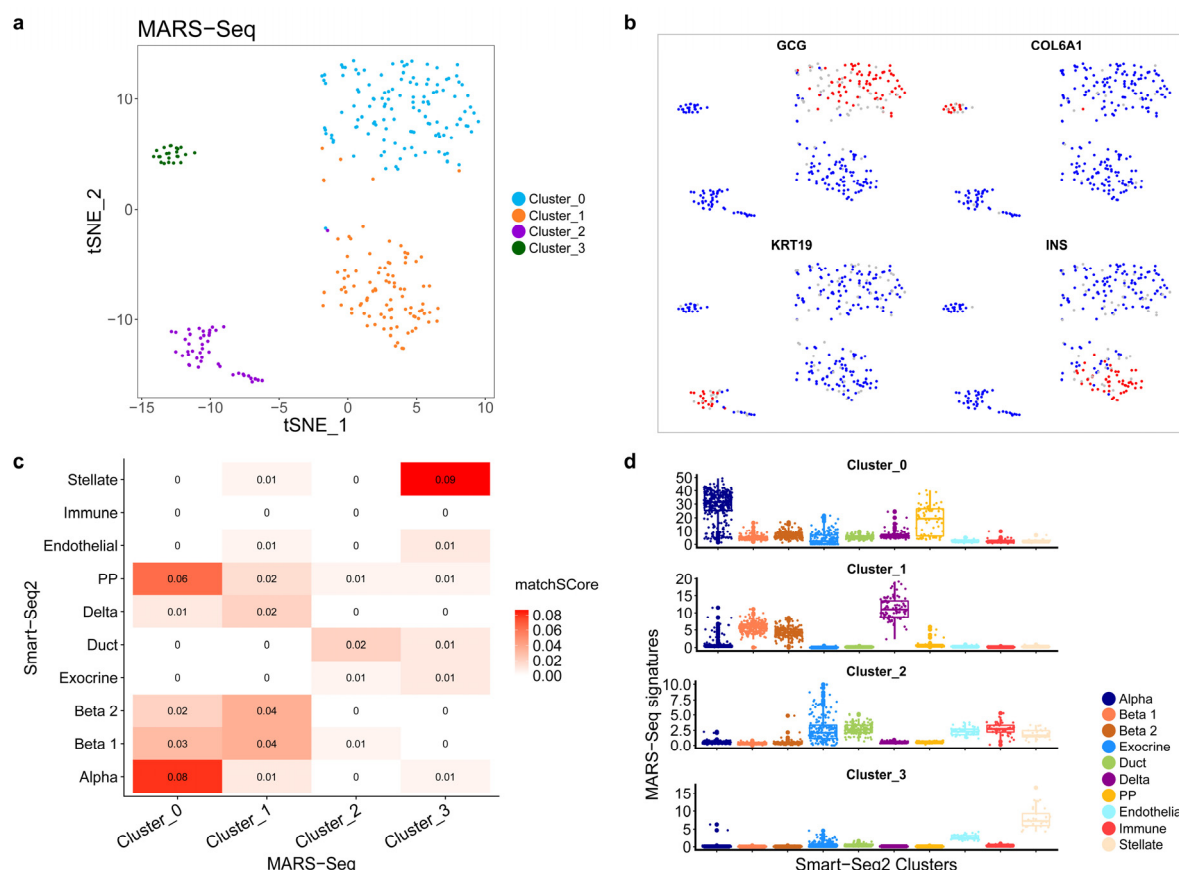 a
MARS−Seq
10
0
−10
tSNE_2
−15 −10 −5 0 5 10
tSNE_1
Cluster_0
Cluster_1
Cluster_2
Cluster_3
b
GCG COL6A1
KRT19 INS
c
Stellate 0 0.01 0 0.09
Immune 0 0 0 0
Endothelial 0 0.01 0 0.01
PP 0.06 0.02 0.01 0.01
Delta 0.01 0.02 0 0
Duct 0 0 0.02 0.01
Exocrine 0 0 0.01 0.01
Beta 2 0.02 0.04 0 0
Beta 1 0.03 0.04 0.01 0
Alpha 0.08 0.01 0 0.01
Smart−Seq2
Cluster_0 Cluster_1 Cluster_2 Cluster_3
MARS−Seq
matchSCore
0.08
0.06
0.04
0.02
0.00
d
Cluster_0
50
40
30
20
10
0
Cluster_1
20
15
10
5
0
Cluster_2
10.0
7.5
5.0
2.5
0.0
Cluster_3
15
10
5
0
MARS−Seq signatures
Smart−Seq2 Clusters
Alpha
Beta 1
Beta 2
Exocrine
Duct
Delta
PP
Endothelia
Immune
Stellate